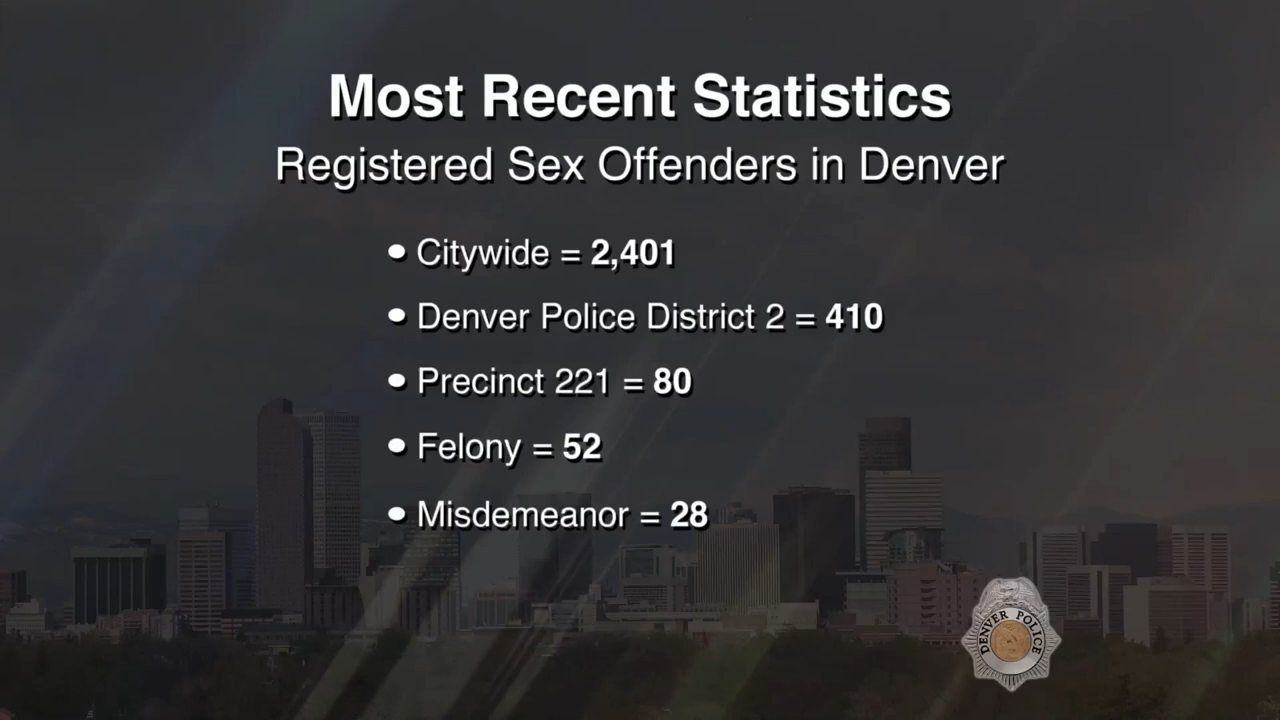 Most Recent Statistics
Registered Sex Offenders in Denver
• Citywide = 2,401
• Denver Police District 2 = 410
• Precinct 221 = 80
• Felony = 52
• Misdemeanor = 28
DENVER POLICE